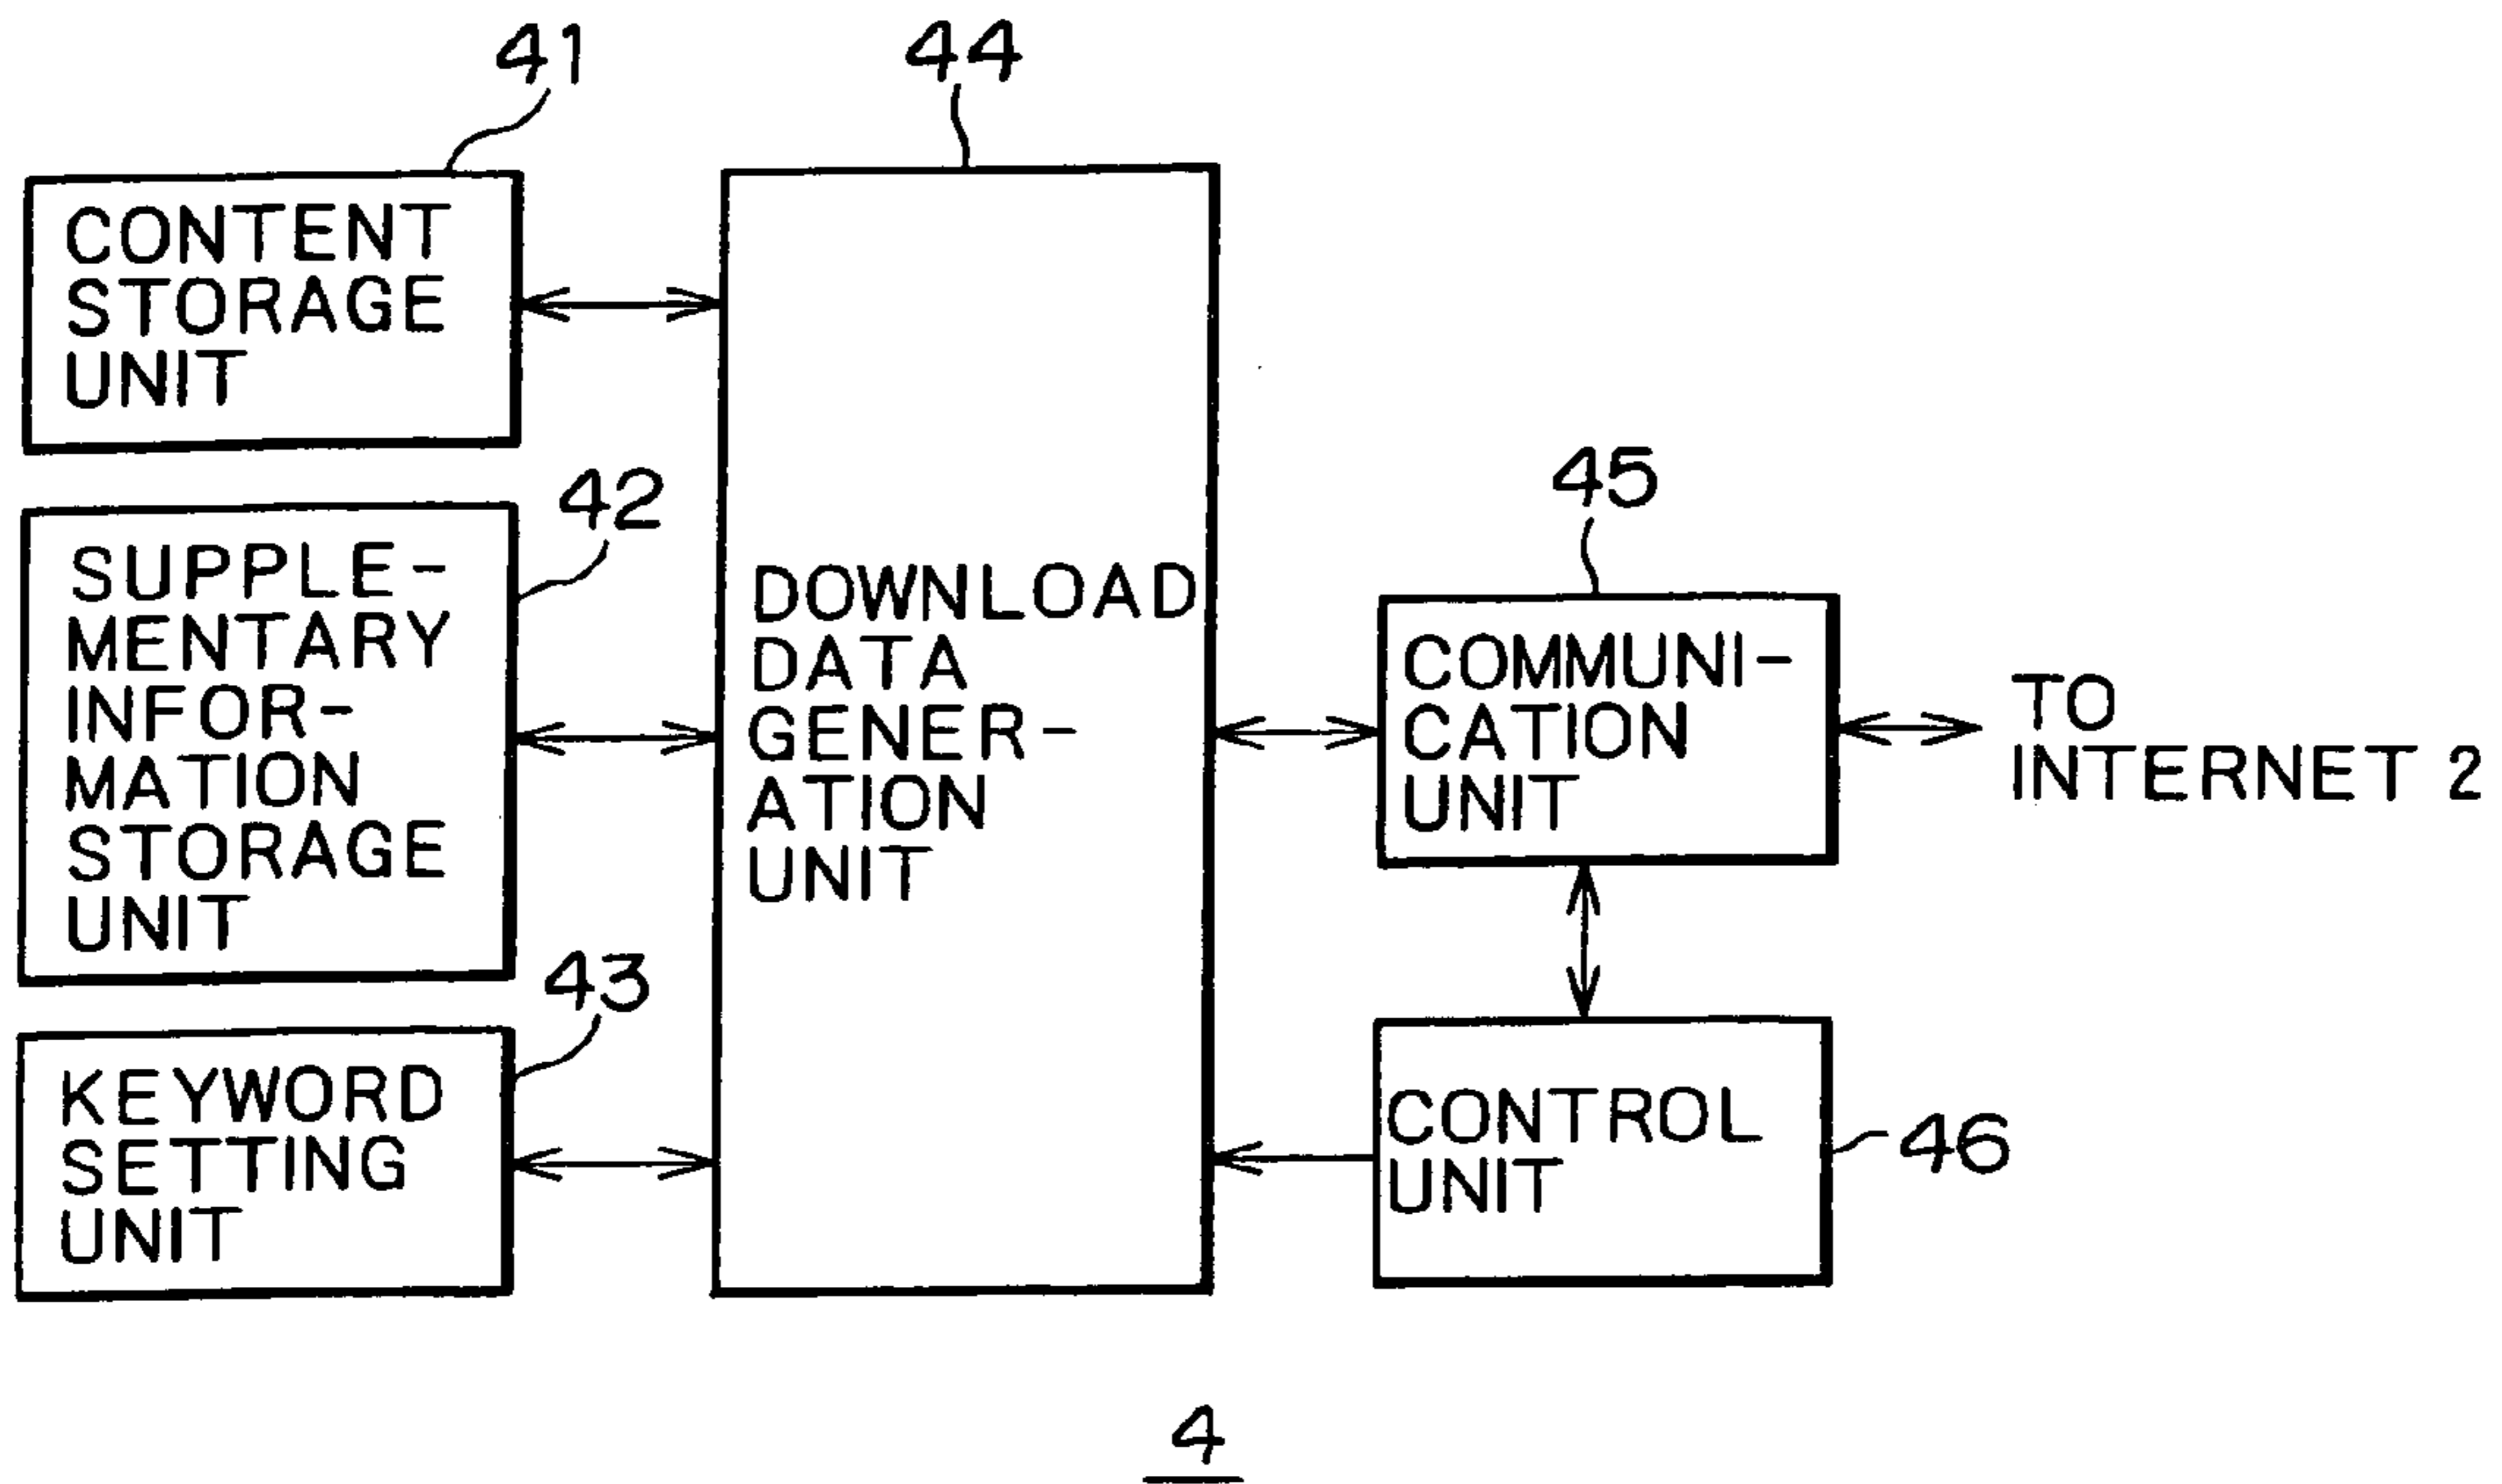 41
CONTENT
STORAGE
UNIT
42
SUPPLE-
MENTARY
INFOR-
MATION
STORAGE
UNIT
43
KEYWORD
SETTING
UNIT
44
DOWNLOAD
DATA
GENER-
ATION
UNIT
45
COMMUNI-
CATION
UNIT
TO
INTERNET 2
CONTROL
UNIT
46
4